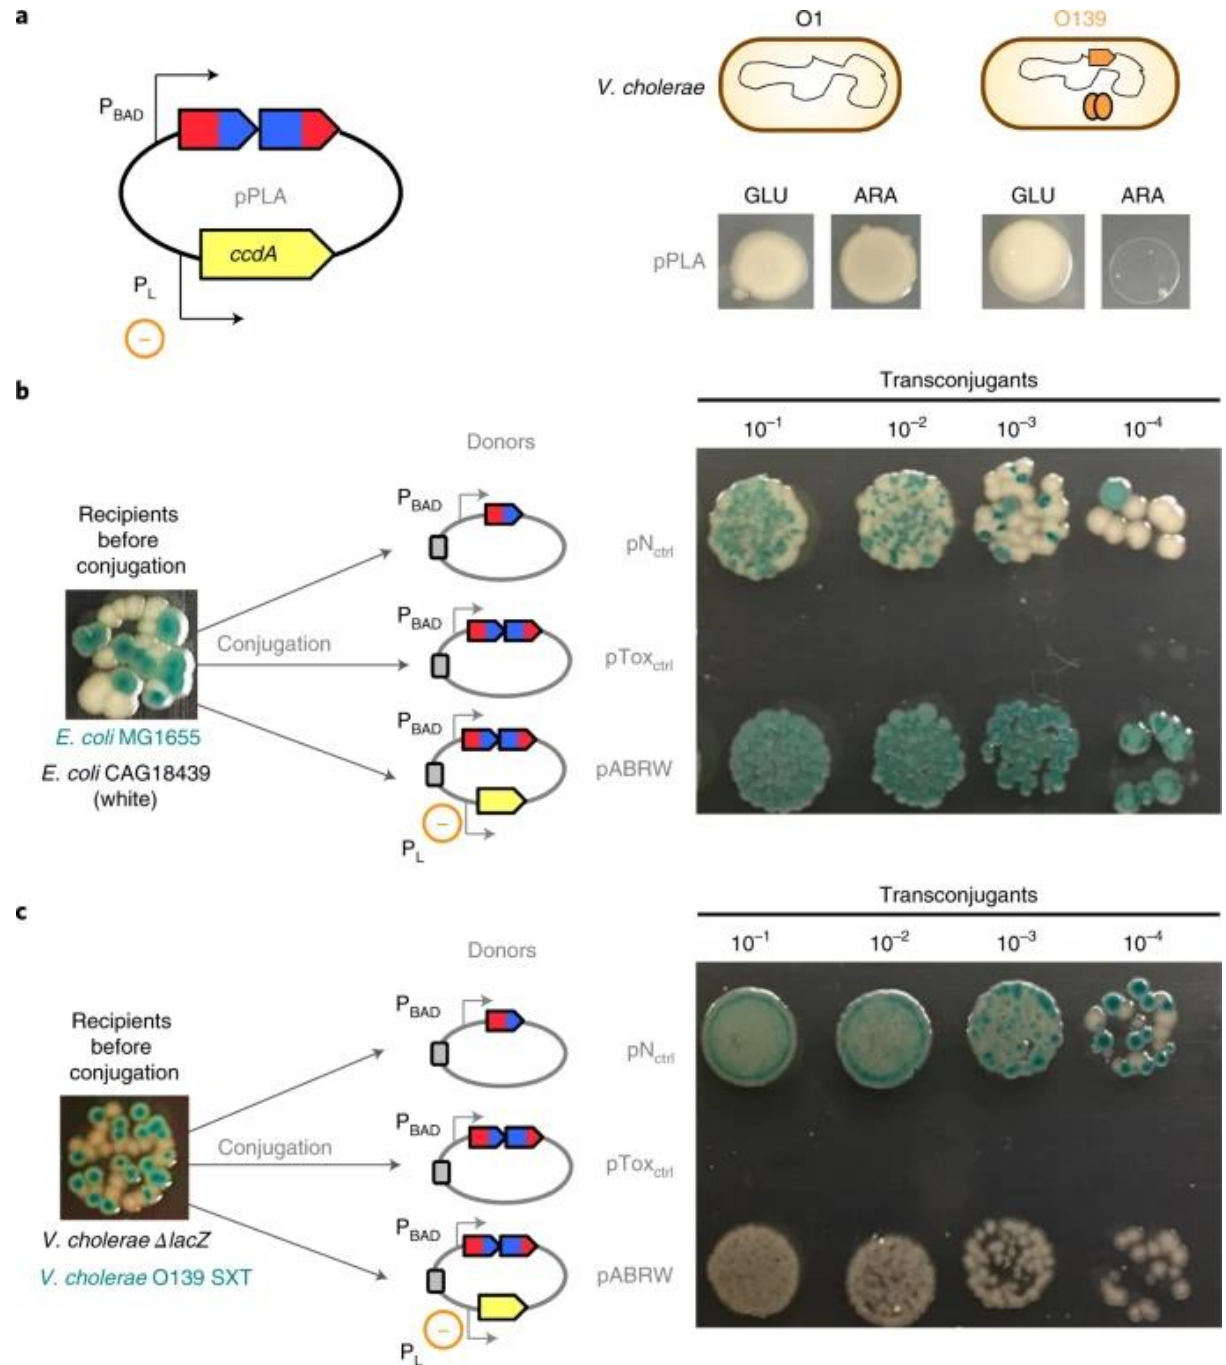 a
P_BAD
pPLA
ccdA
P_L
–
O1
O139
V. cholerae
GLU
ARA
GLU
ARA
pPLA
b
Transconjugants
10⁻¹
10⁻²
10⁻³
10⁻⁴
Donors
Recipients
before
conjugation
Conjugation
E. coli MG1655
E. coli CAG18439
(white)
P_BAD
pN_ctrl
P_BAD
pTox_ctrl
P_BAD
pABRW
–
P_L
c
Transconjugants
10⁻¹
10⁻²
10⁻³
10⁻⁴
Donors
Recipients
before
conjugation
Conjugation
V. cholerae ΔlacZ
V. cholerae O139 SXT
P_BAD
pN_ctrl
P_BAD
pTox_ctrl
P_BAD
pABRW
–
P_L